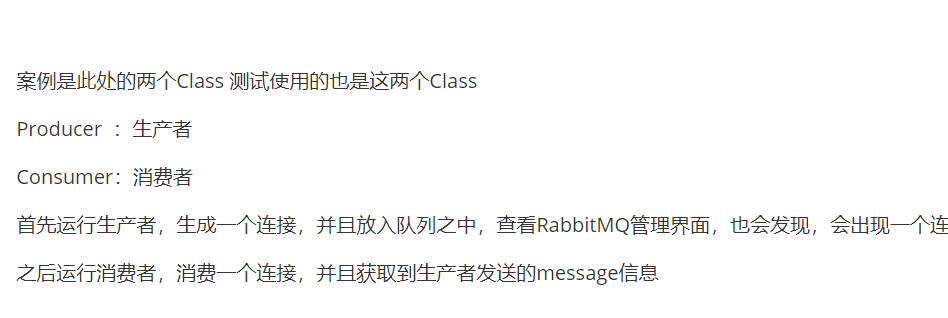 案例是此处的两个Class 测试使用的也是这两个Class
Producer ：生产者
Consumer：消费者
首先运行生产者，生成一个连接，并且放入队列之中，查看RabbitMQ管理界面，也会发现，会出现一个连
之后运行消费者，消费一个连接，并且获取到生产者发送的message信息